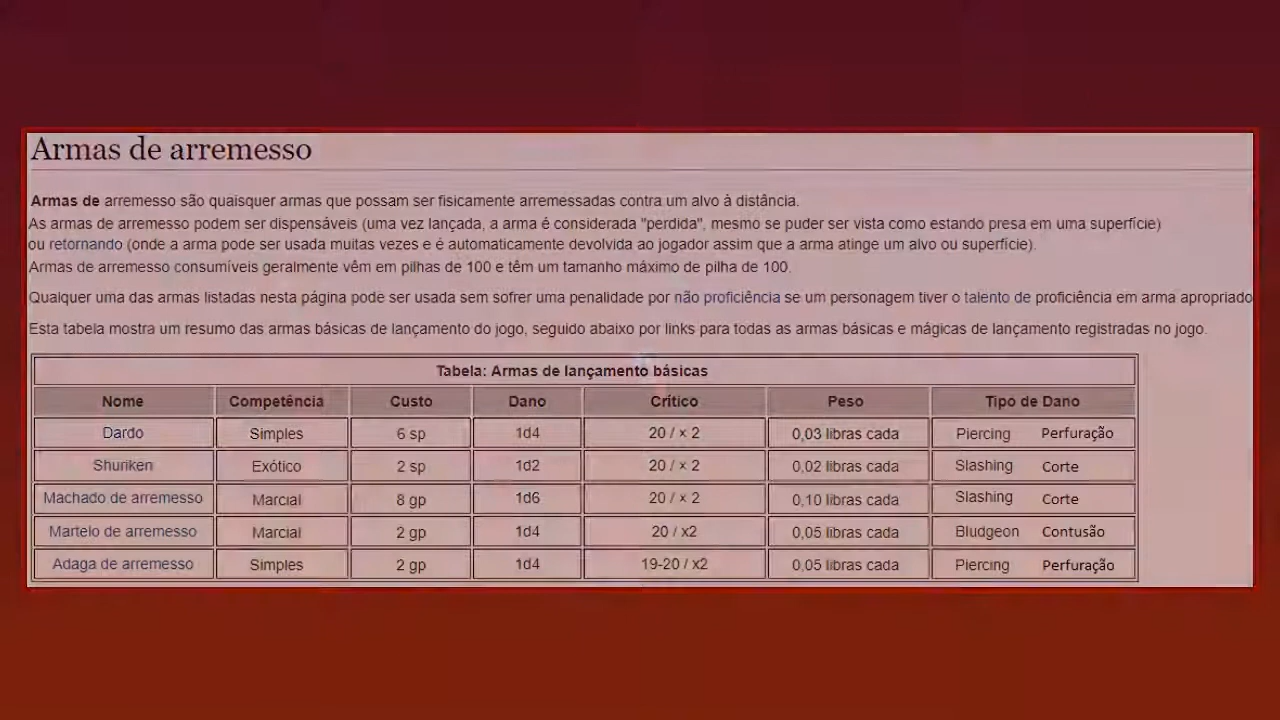 Armas de arremesso
Armas de arremesso são quaisquer armas que possam ser fisicamente arremessadas contra um alvo à distância.
As armas de arremesso podem ser dispensáveis (uma vez lançada, a arma é considerada "perdida", mesmo se puder ser vista como estando presa em uma superfície)
ou retornando (onde a arma pode ser usada muitas vezes e é automaticamente devolvida ao jogador assim que a arma atinge um alvo ou superfície).
Armas de arremesso consumíveis geralmente vêm em pilhas de 100 e têm um tamanho máximo de pilha de 100.
Qualquer uma das armas listadas nesta página pode ser usada sem sofrer uma penalidade por não proficiência se um personagem tiver o talento de proficiência em arma apropriado
Esta tabela mostra um resumo das armas básicas de lançamento do jogo, seguido abaixo por links para todas as armas básicas e mágicas de lançamento registradas no jogo.
Tabela: Armas de lançamento básicas
Nome Competência Custo Dano Crítico Peso Tipo de Dano
Dardo Simples 6 sp 1d4 20 / × 2 0,03 libras cada Piercing Perfuração
Shuriken Exótico 2 sp 1d2 20 / × 2 0,02 libras cada Slashing Corte
Machado de arremesso Marcial 8 gp 1d6 20 / × 2 0,10 libras cada Slashing Corte
Martelo de arremesso Marcial 2 gp 1d4 20 / x2 0,05 libras cada Bludgeon Contusão
Adaga de arremesso Simples 2 gp 1d4 19-20 / x2 0,05 libras cada Piercing Perfuração